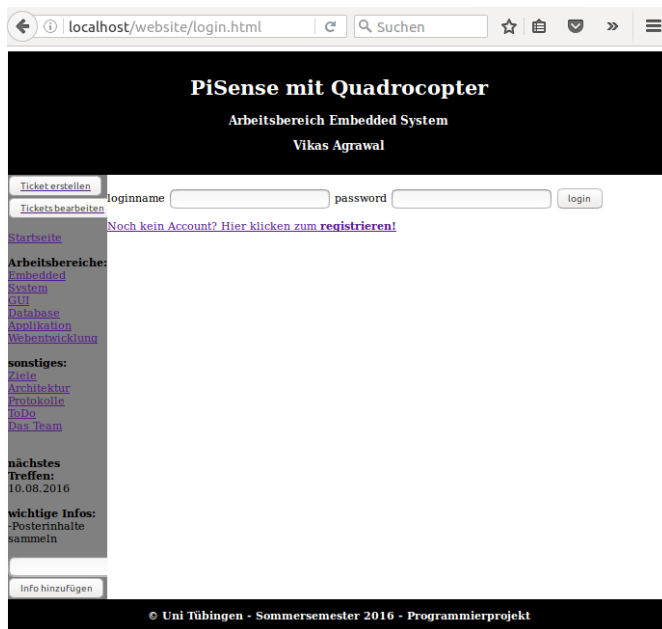 localhost/website/login.html
Suchen
PiSense mit Quadrocopter
Arbeitsbereich Embedded System
Vikas Agrawal
Ticket erstellen
Tickets bearbeiten
loginname password login
Noch kein Account? Hier klicken zum registrieren!
Startseite
Arbeitsbereiche:
Embedded
System
GUI
Database
Applikation
Webentwicklung
sonstiges:
Ziele
Architektur
Protokolle
ToDo
Das Team
nächstes
Treffen:
10.08.2016
wichtige Infos:
-Posterinhalte
sammeln
Info hinzufügen
© Uni Tübingen - Sommersemester 2016 - Programmierprojekt